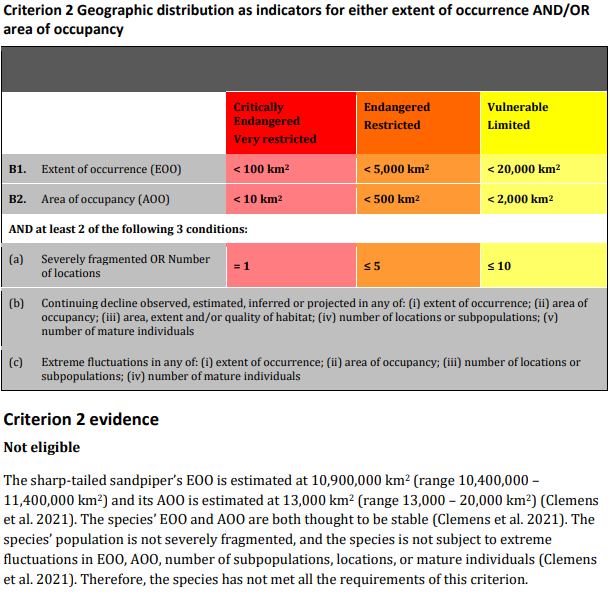 Criterion 2 Geographic distribution as indicators for either extent of occurrence AND/OR
area of occupancy
Critically
Endangered
Very restricted
Endangered
Restricted
Vulnerable
Limited
B1. Extent of occurrence (EOO) < 100 km² < 5,000 km² < 20,000 km²
B2. Area of occupancy (AOO) < 10 km² < 500 km² < 2,000 km²
AND at least 2 of the following 3 conditions:
(a) Severely fragmented OR Number
of locations
= 1 ≤ 5 ≤ 10
(b) Continuing decline observed, estimated, inferred or projected in any of: (i) extent of occurrence; (ii) area of
occupancy; (iii) area, extent and/or quality of habitat; (iv) number of locations or subpopulations; (v)
number of mature individuals
(c) Extreme fluctuations in any of: (i) extent of occurrence; (ii) area of occupancy; (iii) number of locations or
subpopulations; (iv) number of mature individuals
Criterion 2 evidence
Not eligible
The sharp-tailed sandpiper's EOO is estimated at 10,900,000 km² (range 10,400,000 –
11,400,000 km²) and its AOO is estimated at 13,000 km² (range 13,000 – 20,000 km²) (Clemens
et al. 2021). The species' EOO and AOO are both thought to be stable (Clemens et al. 2021). The
species' population is not severely fragmented, and the species is not subject to extreme
fluctuations in EOO, AOO, number of subpopulations, locations, or mature individuals (Clemens
et al. 2021). Therefore, the species has not met all the requirements of this criterion.